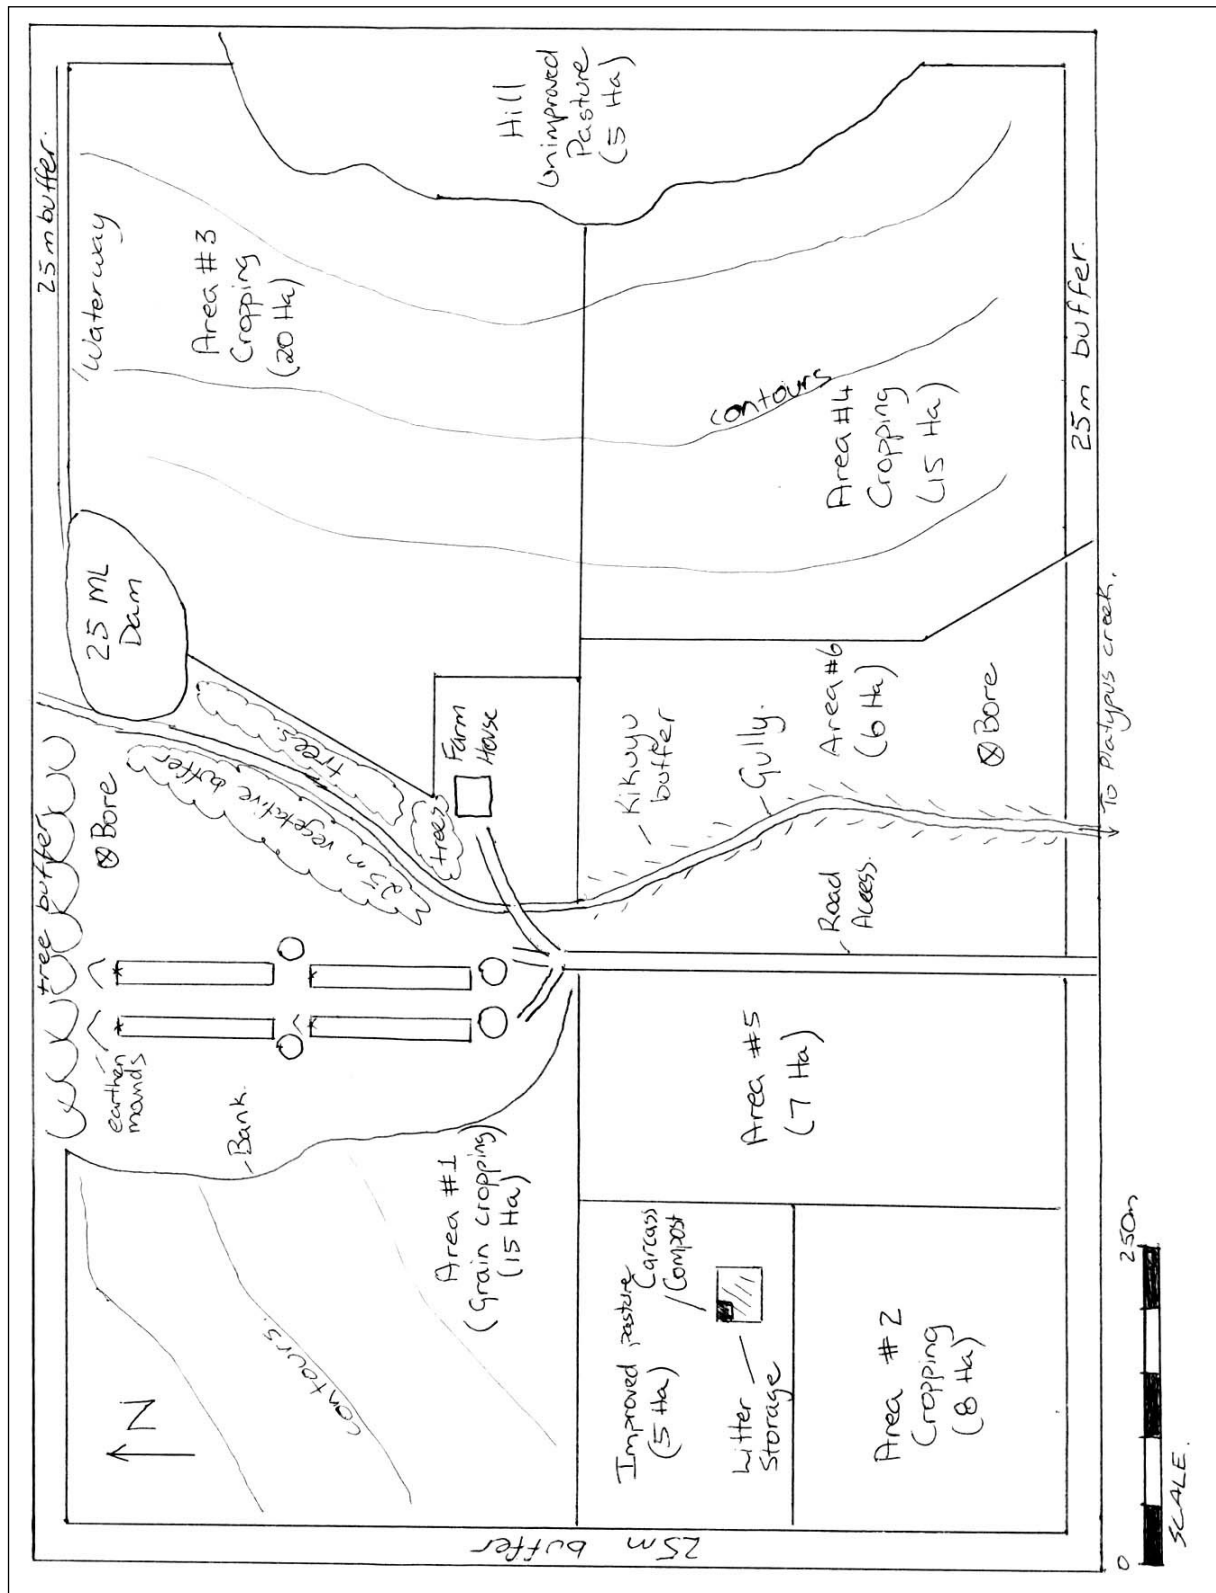 25m buffer
N
contours.
earthen
mounds
Bank.
tree buffer
Bore
25m vegetative buffer
25 ML
Dam
trees.
trees
Farm
House
Waterway
Area #3
Cropping
(20 Ha)
Hill
Unimproved
Pasture
(5 Ha)
25m
buffer
Area #1
(Grain cropping)
(15 Ha)
Improved pasture
(5 Ha)
Carcass
Compost
Litter
Storage
Area #2
Cropping
(8 Ha)
Area #5
(7 Ha)
Road
Acess.
Kikuyu
buffer
Gully.
Area #6
(6 Ha)
Bore
contours
Area #4
Cropping
(15 Ha)
25m buffer.
To Platypus creek.
0
250m
SCALE.